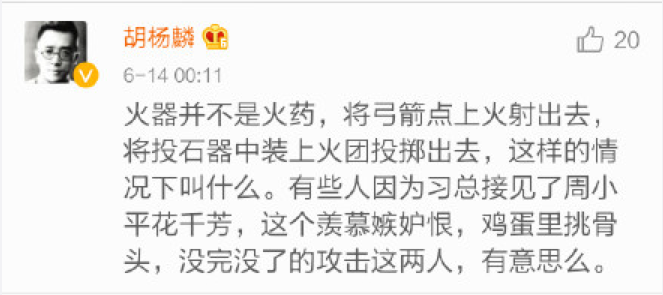 胡杨麟
20
6-14 00:11
火器并不是火药，将弓箭点上火射出去，
将投石器中装上火团投掷出去，这样的情
况下叫什么。有些人因为习总接见了周小
平花千芳，这个羡慕嫉妒恨，鸡蛋里挑骨
头，没完没了的攻击这两人，有意思么。